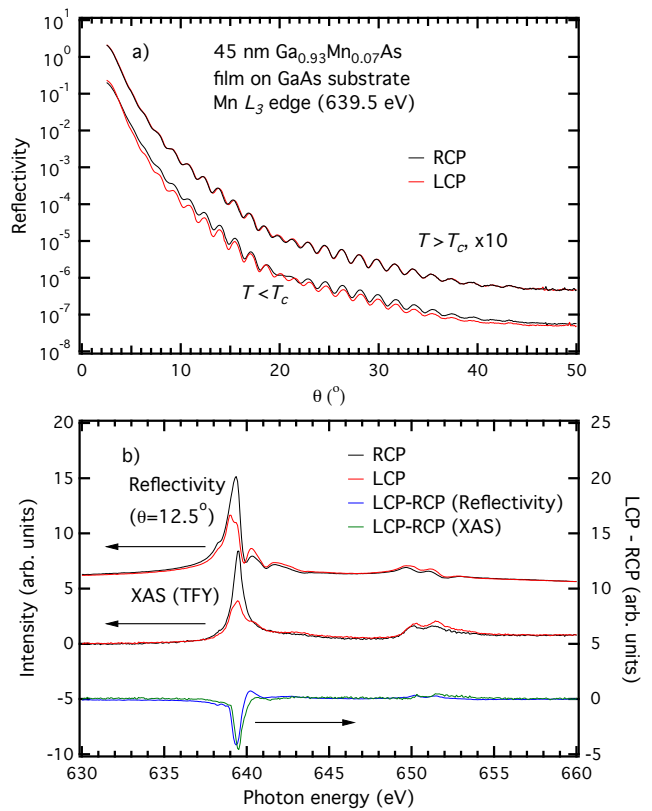 a)
45 nm Ga0.93Mn0.07As
film on GaAs substrate
Mn L3 edge (639.5 eV)
RCP
LCP
T>Tc, x10
T<Tc
Reflectivity
10^1
10^0
10^-1
10^-2
10^-3
10^-4
10^-5
10^-6
10^-7
10^-8
0
10
20
30
40
50
θ (°)
b)
Reflectivity
(θ=12.5°)
XAS (TFY)
RCP
LCP
LCP-RCP (Reflectivity)
LCP-RCP (XAS)
Intensity (arb. units)
20
15
10
5
0
-5
-10
25
20
15
10
5
0
-5
LCP - RCP
(arb. units)
630
635
640
645
650
655
660
Photon energy (eV)